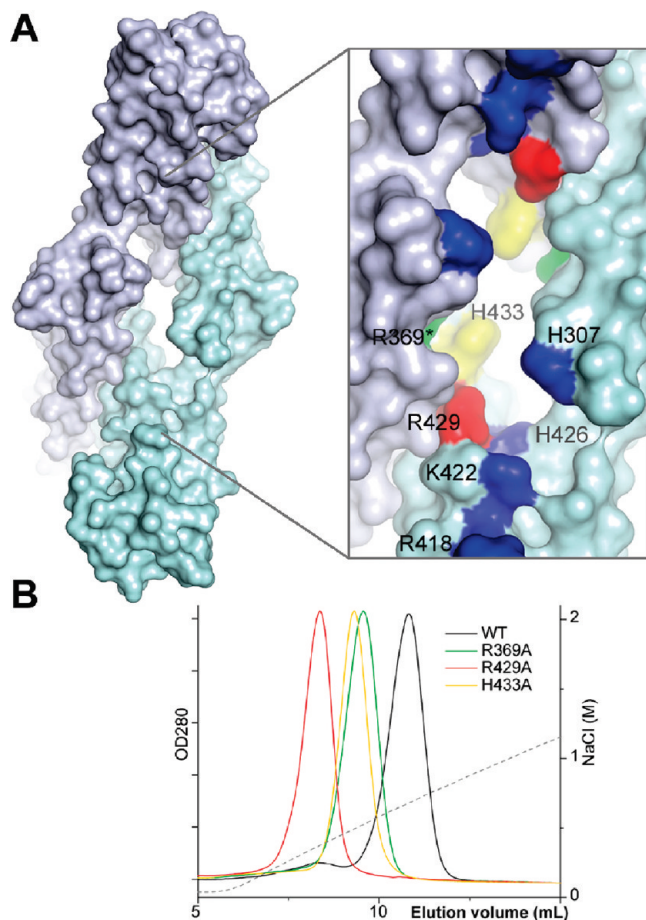 A
R369*
H433
H307
R429
H426
K422
R418
B
WT
R369A
R429A
H433A
OD280
NaCl (M)
2
1
0
5
10
Elution volume (mL)